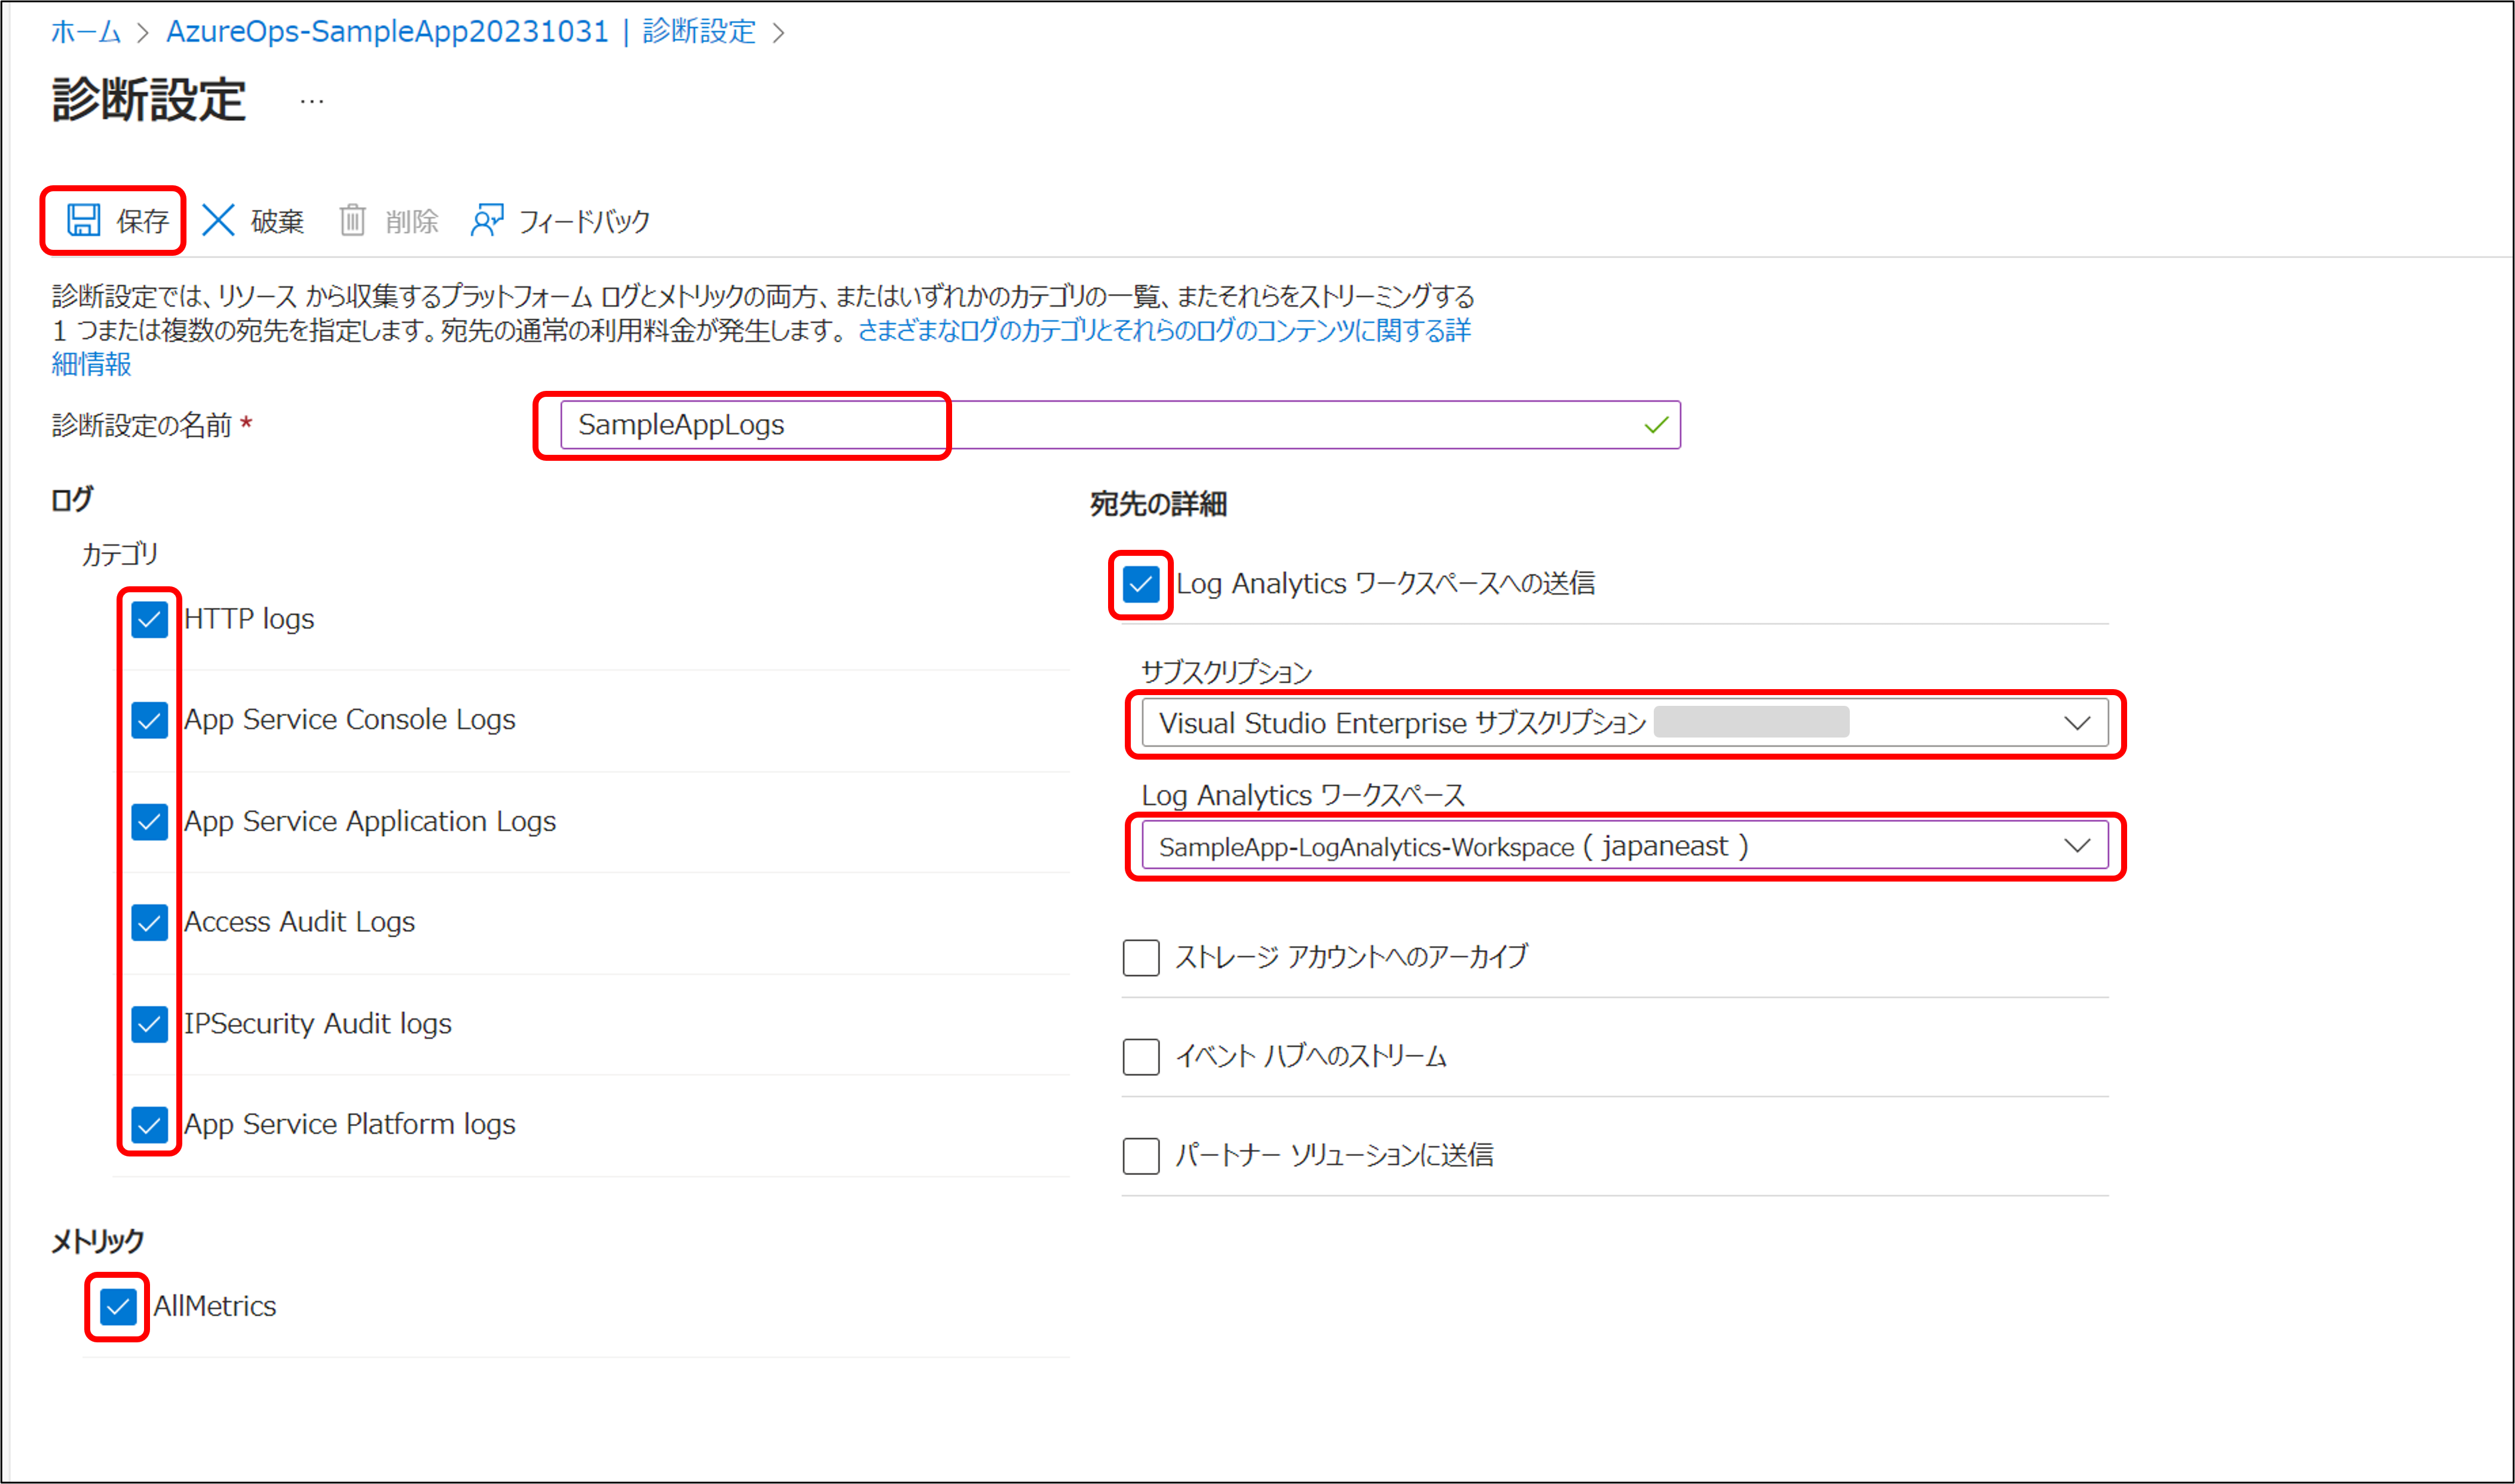 ホーム > AzureOps-SampleApp20231031 | 診断設定 >
診断設定 …
保存 破棄 削除 フィードバック
診断設定では、リソース から収集するプラットフォーム ログとメトリックの両方、またはいずれかのカテゴリの一覧、またそれらをストリーミングする
1 つまたは複数の宛先を指定します。宛先の通常の利用料金が発生します。さまざまなログのカテゴリとそれらのログのコンテンツに関する詳
細情報
診断設定の名前 * SampleAppLogs
ログ
カテゴリ
HTTP logs
App Service Console Logs
App Service Application Logs
Access Audit Logs
IPSecurity Audit logs
App Service Platform logs
メトリック
AllMetrics
宛先の詳細
Log Analytics ワークスペースへの送信
サブスクリプション
Visual Studio Enterprise サブスクリプション
Log Analytics ワークスペース
SampleApp-LogAnalytics-Workspace ( japaneast )
ストレージ アカウントへのアーカイブ
イベント ハブへのストリーム
パートナー ソリューションに送信